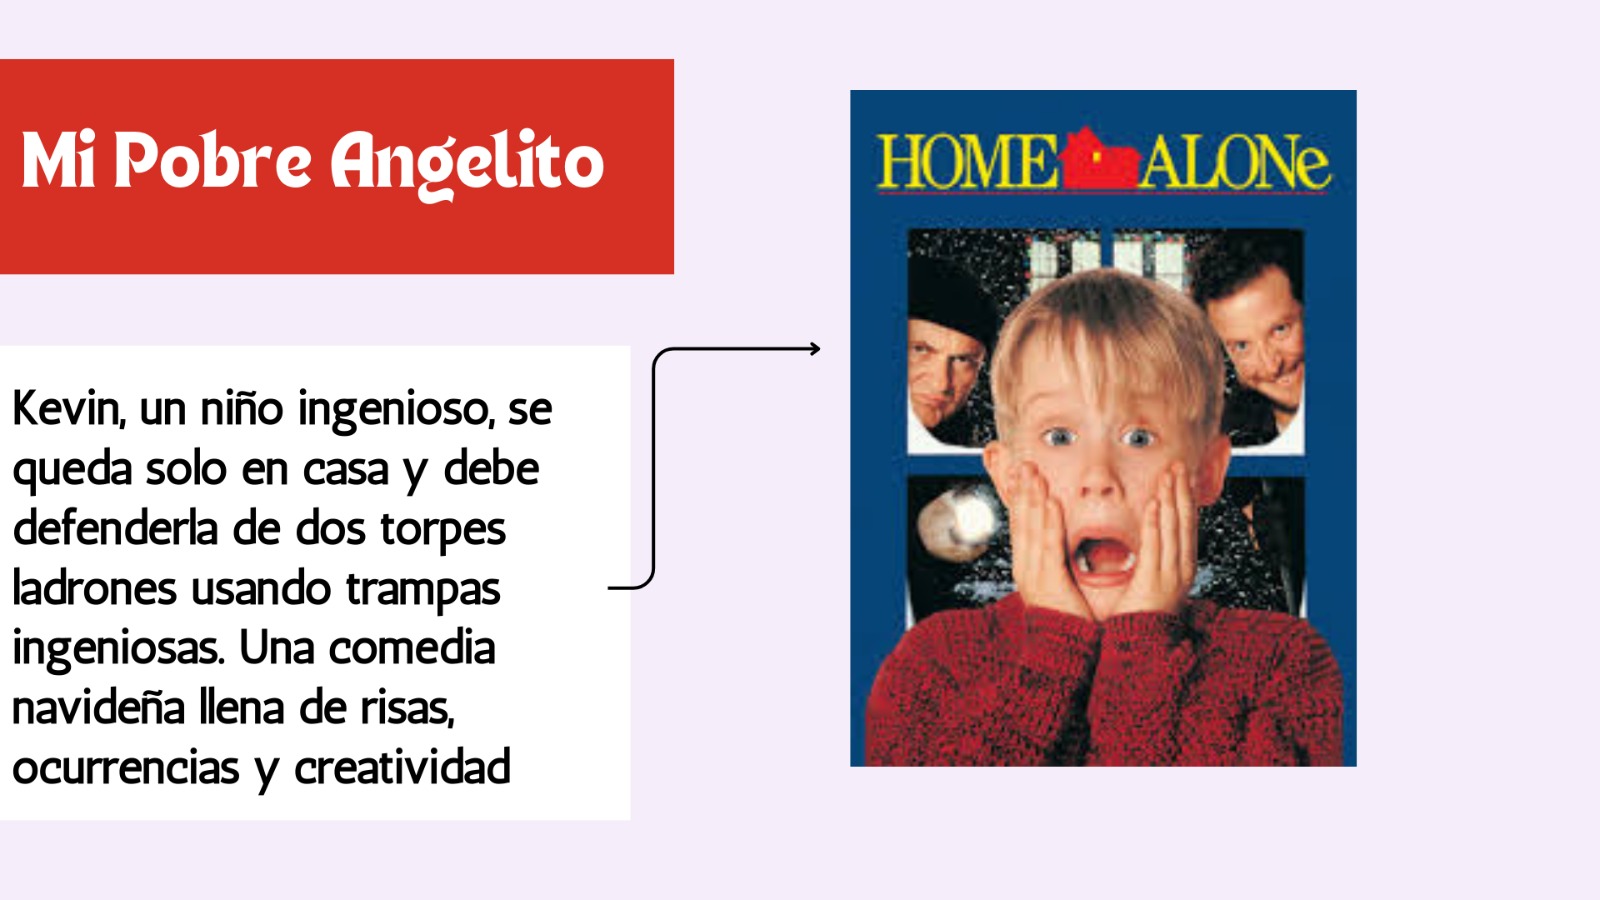 Mi Pobre Angelito
Kevin, un niño ingenioso, se
queda solo en casa y debe
defenderla de dos torpes
ladrones usando trampas
ingeniosas. Una comedia
navideña llena de risas,
ocurrencias y creatividad
HOME ALONe